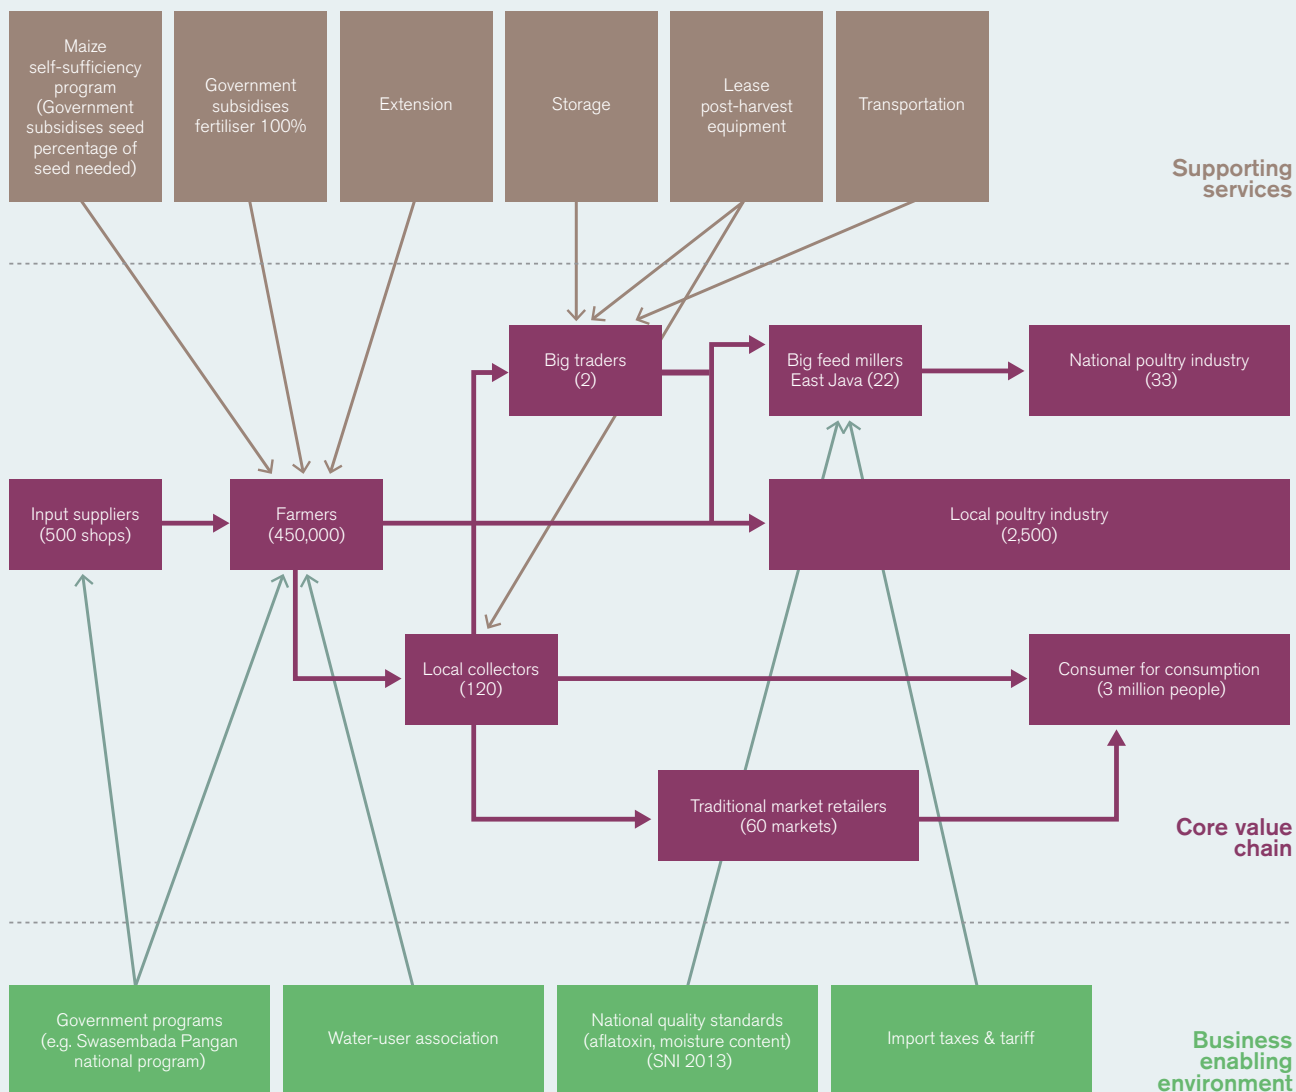 Maize
self-sufficiency
program
(Government
subsidises seed
percentage of
seed needed)
Government
subsidises
fertiliser 100%
Extension
Storage
Lease
post-harvest
equipment
Transportation
Supporting
services
Big traders
(2)
Big feed millers
East Java (22)
National poultry industry
(33)
Input suppliers
(500 shops)
Farmers
(450,000)
Local poultry industry
(2,500)
Local collectors
(120)
Consumer for consumption
(3 million people)
Traditional market retailers
(60 markets)
Core value
chain
Government programs
(e.g. Swasembada Pangan
national program)
Water-user association
National quality standards
(aflatoxin, moisture content)
(SNI 2013)
Import taxes & tariff
Business
enabling
environment